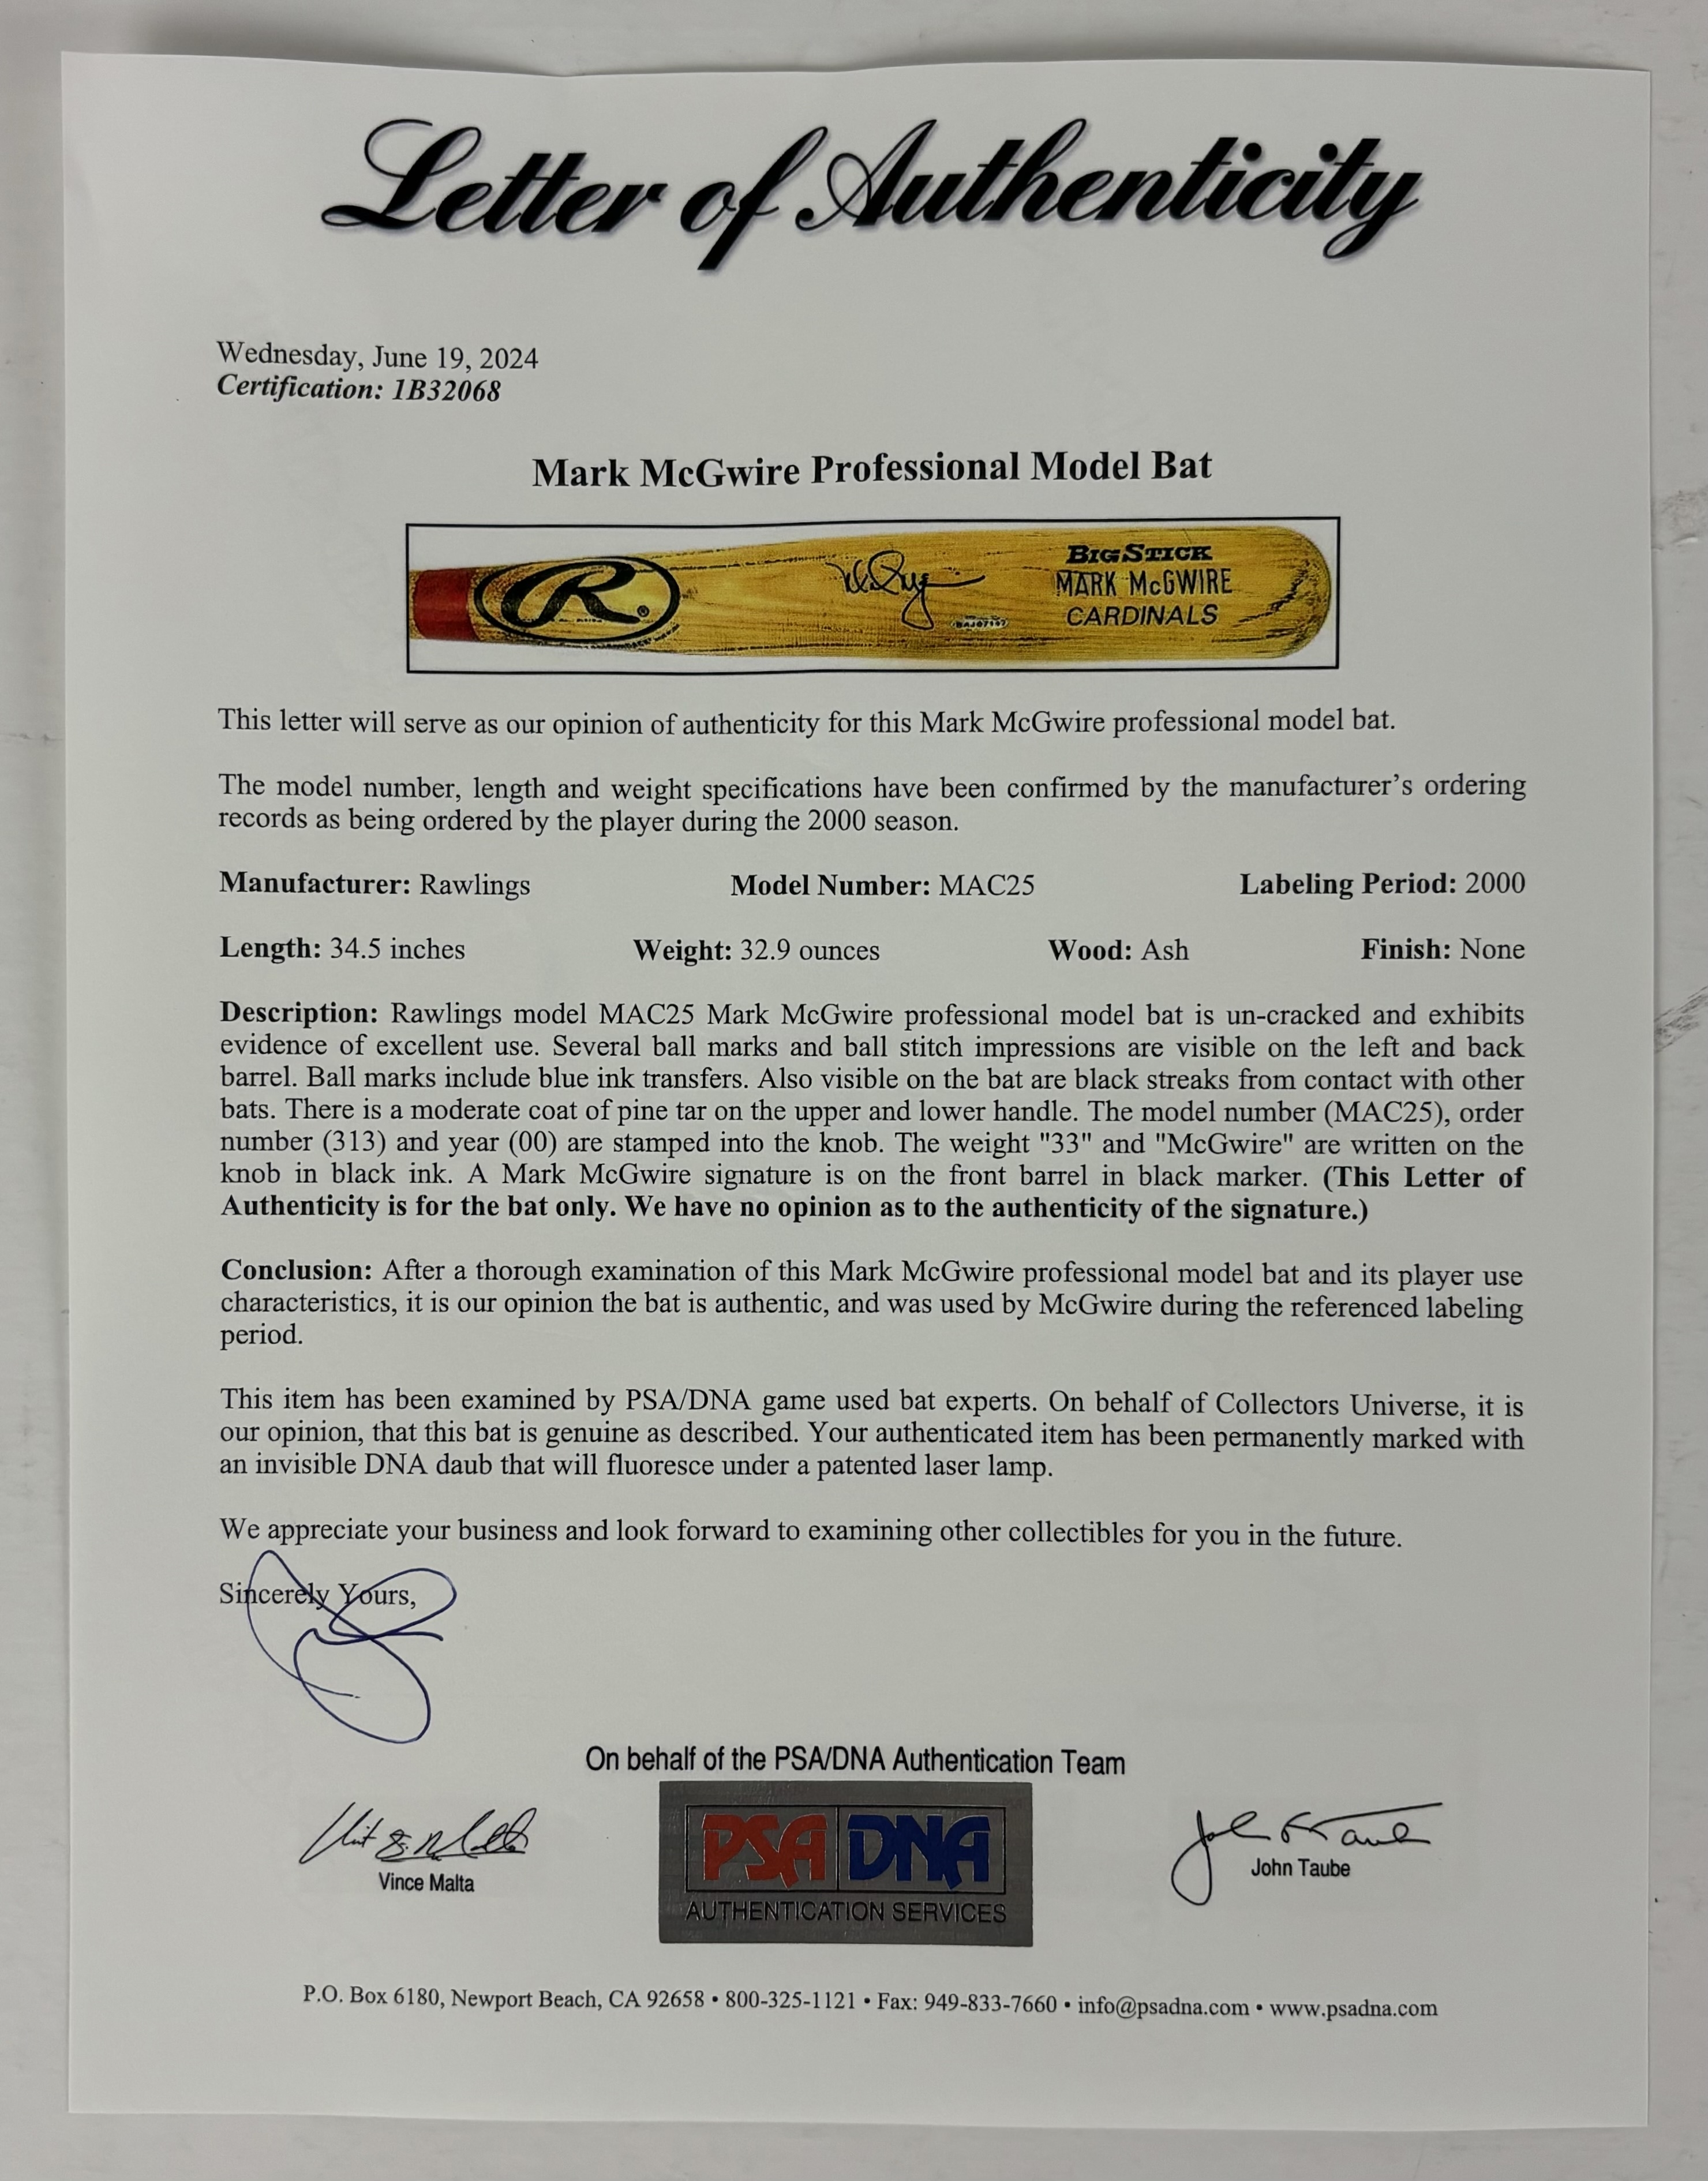 Letter of Authenticity
Wednesday, June 19, 2024
Certification: 1B32068
Mark McGwire Professional Model Bat
R®
BIG STICK
MARK McGWIRE
CARDINALS
This letter will serve as our opinion of authenticity for this Mark McGwire professional model bat.
The model number, length and weight specifications have been confirmed by the manufacturer's ordering
records as being ordered by the player during the 2000 season.
Manufacturer: Rawlings Model Number: MAC25 Labeling Period: 2000
Length: 34.5 inches Weight: 32.9 ounces Wood: Ash Finish: None
Description: Rawlings model MAC25 Mark McGwire professional model bat is un-cracked and exhibits
evidence of excellent use. Several ball marks and ball stitch impressions are visible on the left and back
barrel. Ball marks include blue ink transfers. Also visible on the bat are black streaks from contact with other
bats. There is a moderate coat of pine tar on the upper and lower handle. The model number (MAC25), order
number (313) and year (00) are stamped into the knob. The weight "33" and "McGwire" are written on the
knob in black ink. A Mark McGwire signature is on the front barrel in black marker. (This Letter of
Authenticity is for the bat only. We have no opinion as to the authenticity of the signature.)
Conclusion: After a thorough examination of this Mark McGwire professional model bat and its player use
characteristics, it is our opinion the bat is authentic, and was used by McGwire during the referenced labeling
period.
This item has been examined by PSA/DNA game used bat experts. On behalf of Collectors Universe, it is
our opinion, that this bat is genuine as described. Your authenticated item has been permanently marked with
an invisible DNA daub that will fluoresce under a patented laser lamp.
We appreciate your business and look forward to examining other collectibles for you in the future.
Sincerely Yours,
On behalf of the PSA/DNA Authentication Team
Vince Malta
PSA DNA
AUTHENTICATION SERVICES
John Taube
P.O. Box 6180, Newport Beach, CA 92658 • 800-325-1121 • Fax: 949-833-7660 • info@psadna.com • www.psadna.com